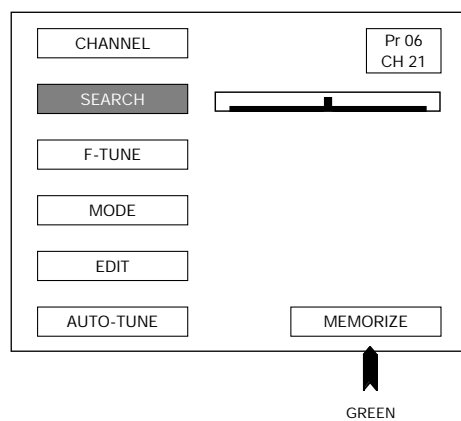 CHANNEL
Pr 06
CH 21
SEARCH
F-TUNE
MODE
EDIT
AUTO-TUNE
MEMORIZE
GREEN